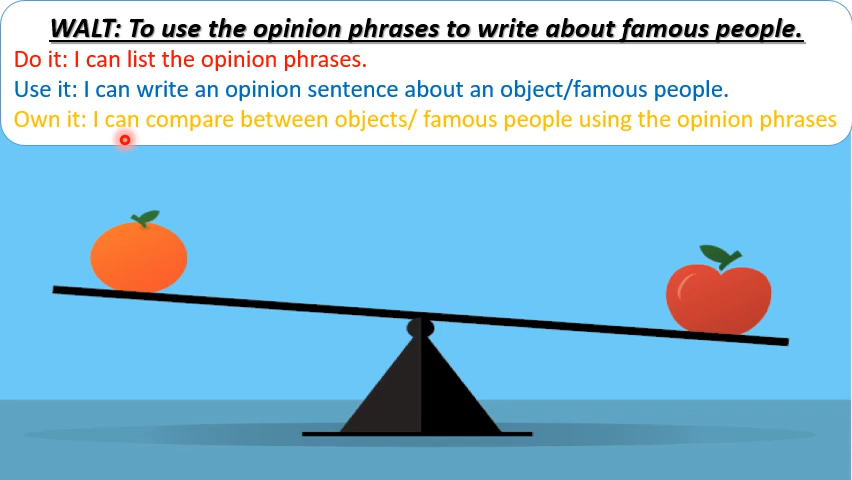 WALT: To use the opinion phrases to write about famous people.
Do it: I can list the opinion phrases.
Use it: I can write an opinion sentence about an object/famous people.
Own it: I can compare between objects/ famous people using the opinion phrases